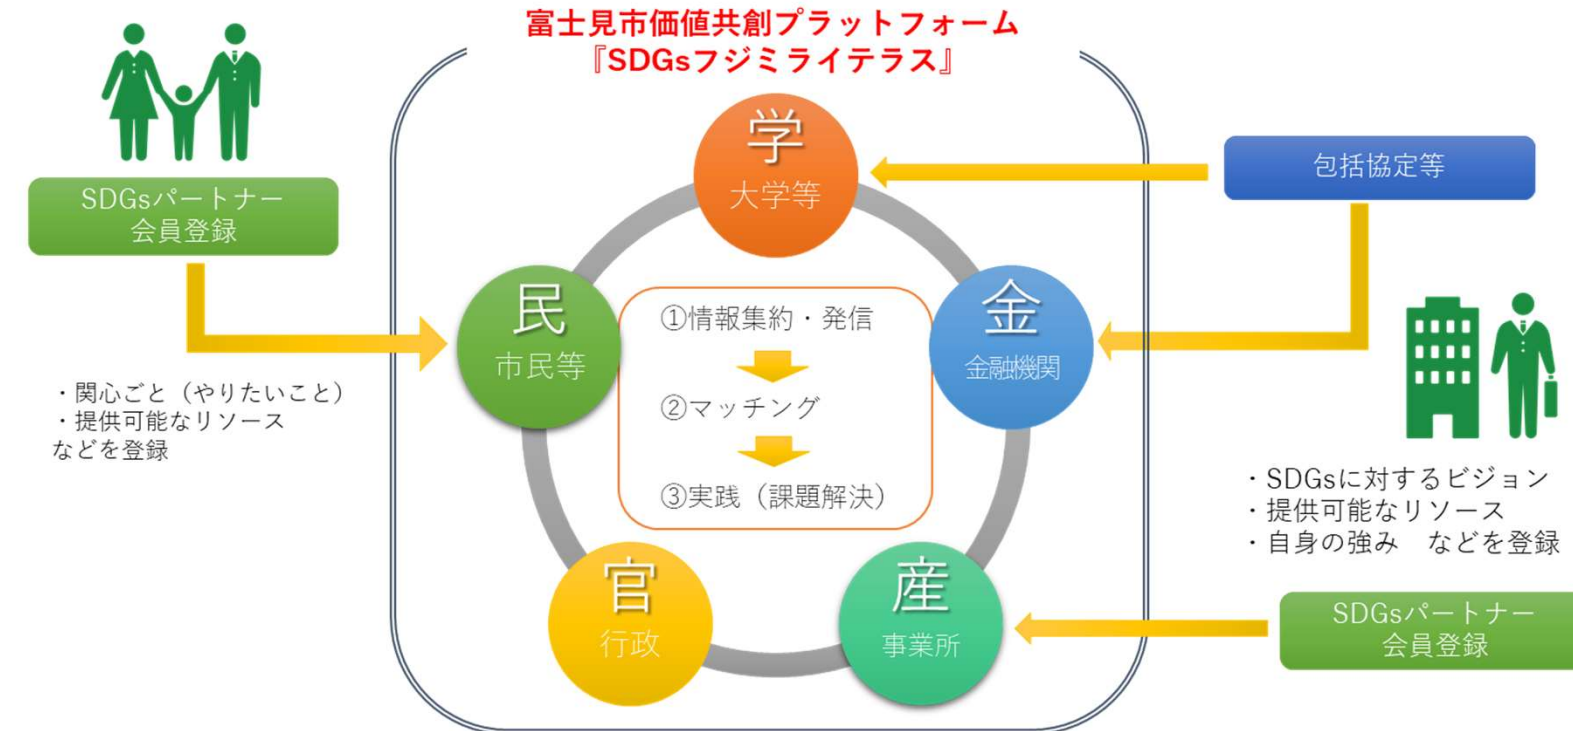 富士見市価値共創プラットフォーム
『SDGsフジミライテラス』
SDGsパートナー
会員登録
・関心ごと（やりたいこと）
・提供可能なリソース
などを登録
学
大学等
民
市民等
金
金融機関
官
行政
産
事業所
①情報集約・発信
②マッチング
③実践（課題解決）
包括協定等
・SDGsに対するビジョン
・提供可能なリソース
・自身の強み　などを登録
SDGsパートナー
会員登録